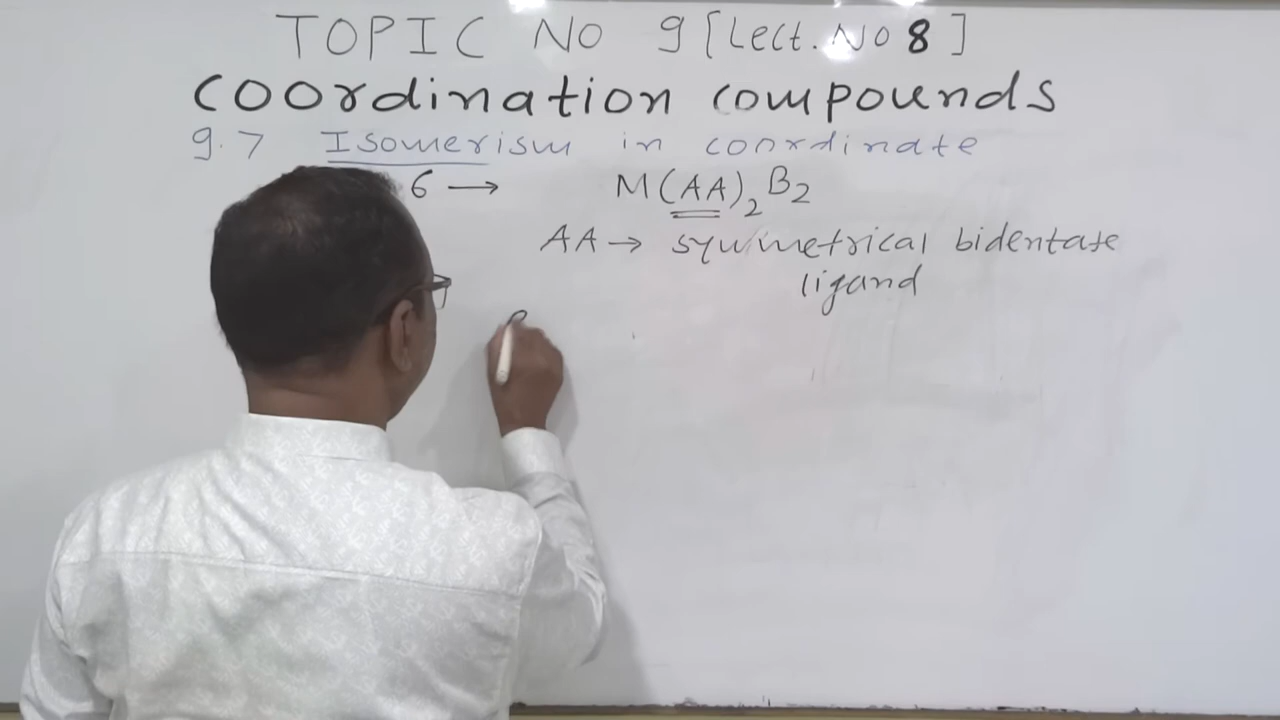 TOPIC NO 9 [Lect. No 8]
Coordination compounds
9.7 Isomerism in coordinate
6 → M(AA)₂B₂
AA → symmetrical bidentate
ligand